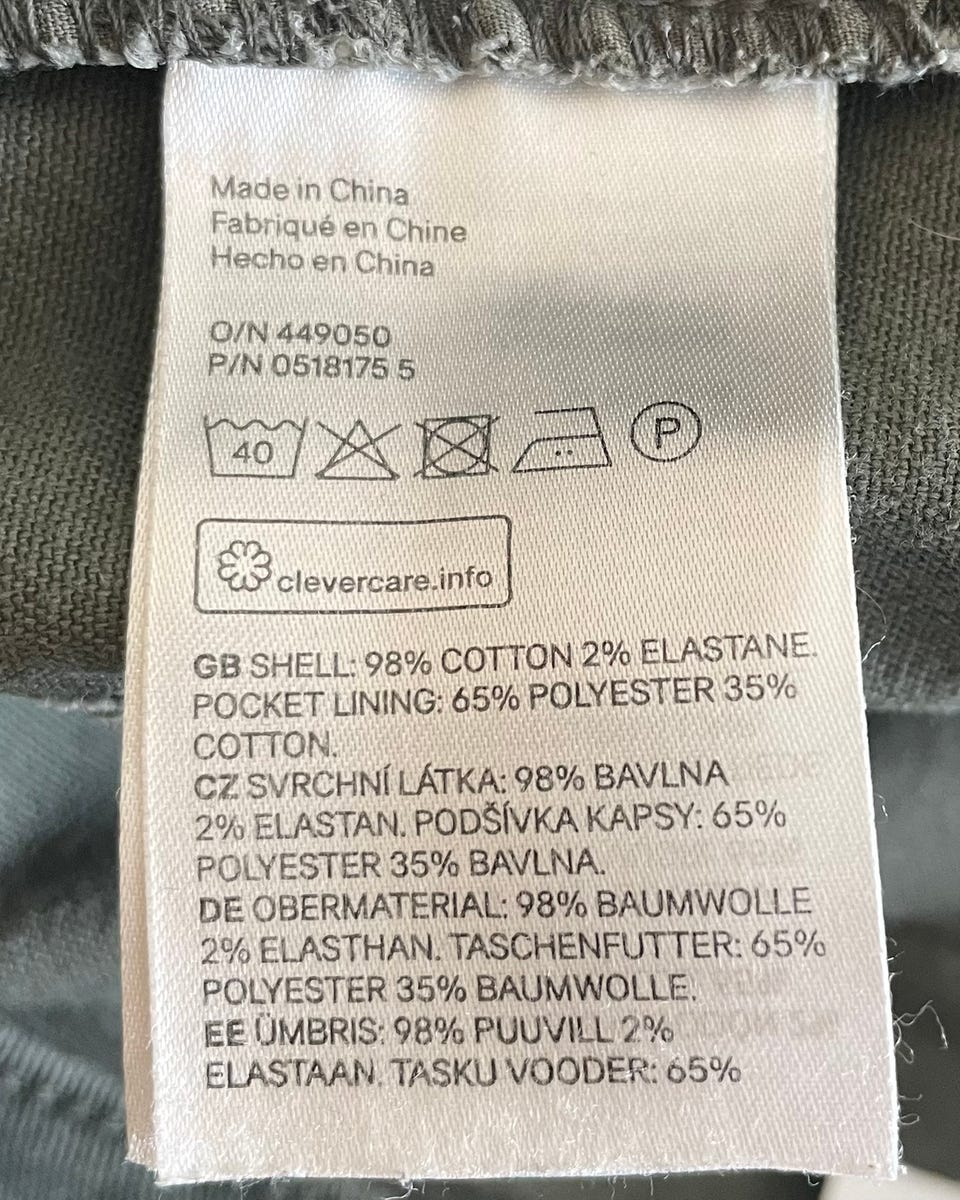 Made in China
Fabriqué en Chine
Hecho en China
O/N 449050
P/N 0518175 5
40 P
clevercare.info
GB SHELL: 98% COTTON 2% ELASTANE.
POCKET LINING: 65% POLYESTER 35%
COTTON.
CZ SVRCHNÍ LÁTKA: 98% BAVLNA
2% ELASTAN. PODŠÍVKA KAPSY: 65%
POLYESTER 35% BAVLNA.
DE OBERMATERIAL: 98% BAUMWOLLE
2% ELASTHAN. TASCHENFUTTER: 65%
POLYESTER 35% BAUMWOLLE.
EE ÜMBRIS: 98% PUUVILL 2%
ELASTAAN. TASKU VOODER: 65%